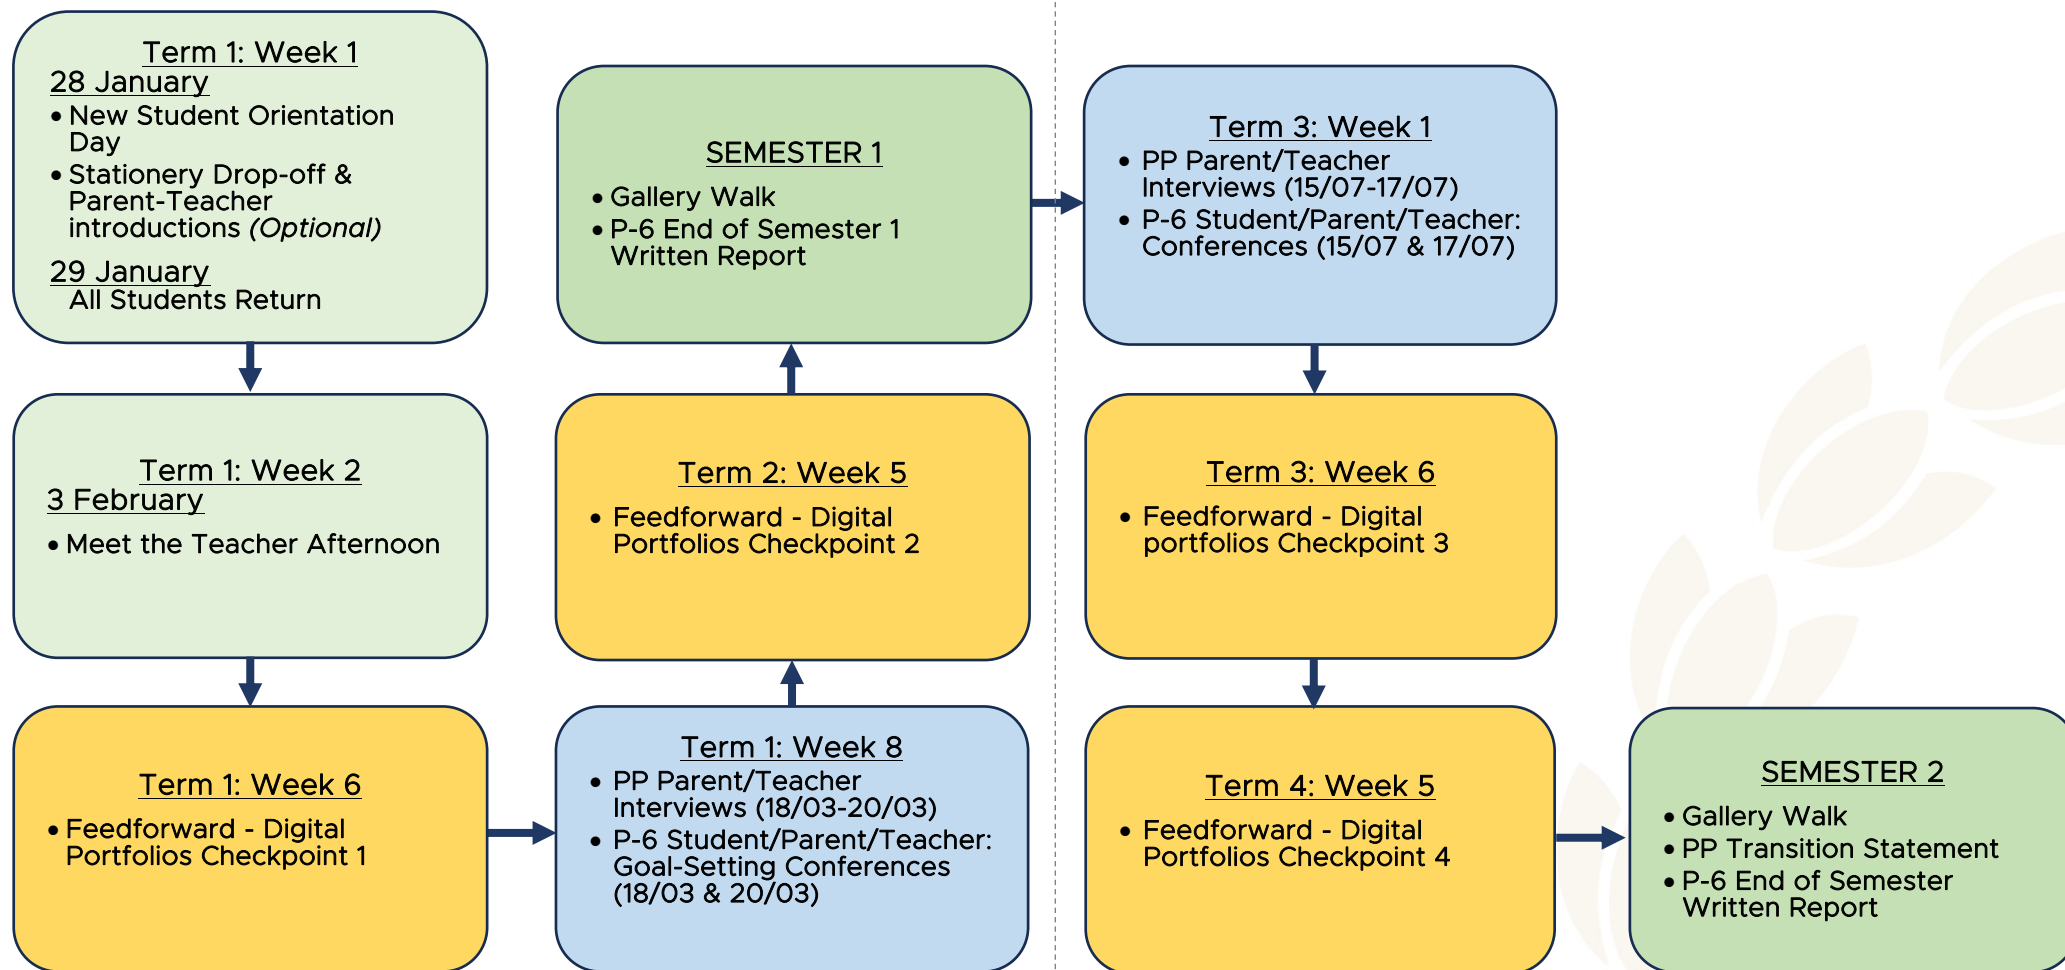 Term 1: Week 1
28 January
• New Student Orientation
Day
• Stationery Drop-off &
Parent-Teacher
introductions (Optional)
29 January
All Students Return
Term 1: Week 2
3 February
• Meet the Teacher Afternoon
Term 1: Week 6
• Feedforward - Digital
Portfolios Checkpoint 1
Term 1: Week 8
• PP Parent/Teacher
Interviews (18/03-20/03)
• P-6 Student/Parent/Teacher:
Goal-Setting Conferences
(18/03 & 20/03)
Term 2: Week 5
• Feedforward - Digital
Portfolios Checkpoint 2
SEMESTER 1
• Gallery Walk
• P-6 End of Semester 1
Written Report
Term 3: Week 1
• PP Parent/Teacher
Interviews (15/07-17/07)
• P-6 Student/Parent/Teacher:
Conferences (15/07 & 17/07)
Term 3: Week 6
• Feedforward - Digital
portfolios Checkpoint 3
Term 4: Week 5
• Feedforward - Digital
Portfolios Checkpoint 4
SEMESTER 2
• Gallery Walk
• PP Transition Statement
• P-6 End of Semester
Written Report